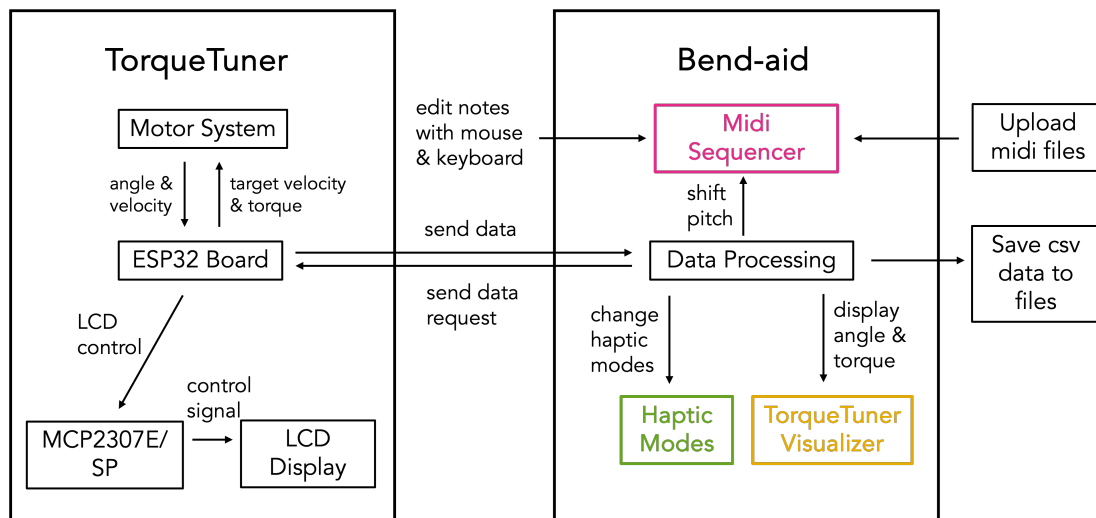 TorqueTuner
Motor System
angle &
velocity
target velocity
& torque
ESP32 Board
LCD
control
MCP2307E/
SP
control
signal
LCD
Display
edit notes
with mouse
& keyboard
send data
send data
request
Bend-aid
Midi
Sequencer
shift
pitch
Data Processing
change
haptic
modes
display
angle &
torque
Haptic
Modes
TorqueTuner
Visualizer
Upload
midi files
Save csv
data to
files